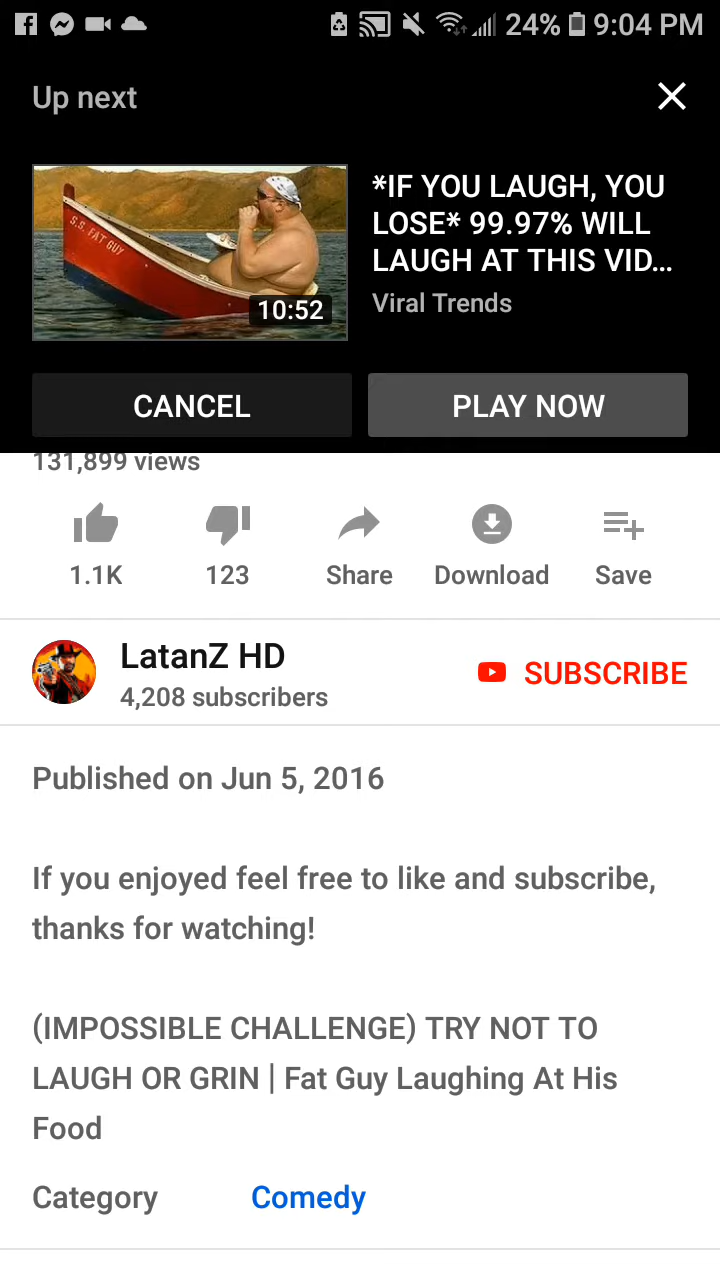 24% 9:04 PM
Up next
S.S. FAT GUY
10:52
*IF YOU LAUGH, YOU
LOSE* 99.97% WILL
LAUGH AT THIS VID...
Viral Trends
CANCEL
PLAY NOW
131,899 views
1.1K
123
Share
Download
Save
LatanZ HD
4,208 subscribers
SUBSCRIBE
Published on Jun 5, 2016
If you enjoyed feel free to like and subscribe,
thanks for watching!
(IMPOSSIBLE CHALLENGE) TRY NOT TO
LAUGH OR GRIN | Fat Guy Laughing At His
Food
Category Comedy